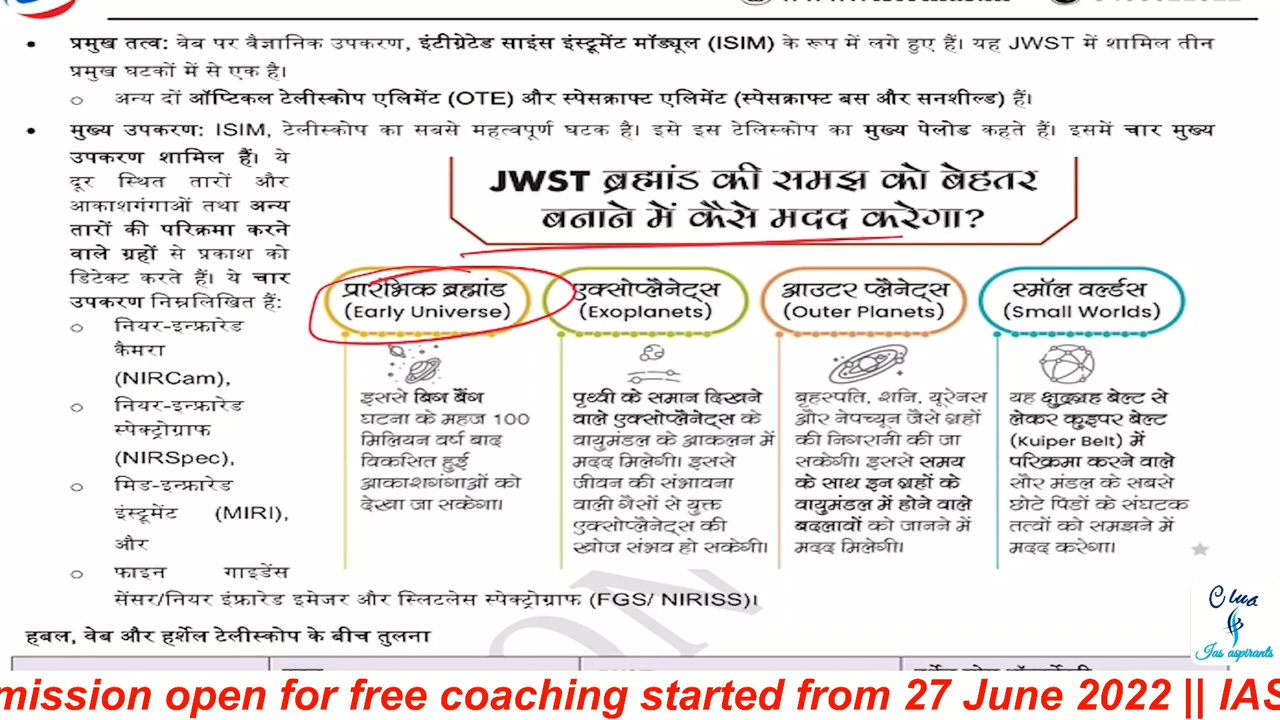 • प्रमुख तत्व: वेब पर वैज्ञानिक उपकरण, इंटीग्रेटेड साइंस इंस्ट्रूमेंट मॉड्यूल (ISIM) के रूप में लगे हुए हैं। यह JWST में शामिल तीन
प्रमुख घटकों में से एक है।
o अन्य दों ऑप्टिकल टेलीस्कोप एलिमेंट (OTE) और स्पेसक्राफ्ट एलिमेंट (स्पेसक्राफ्ट बस और सनशील्ड) हैं।
• मुख्य उपकरण: ISIM, टेलीस्कोप का सबसे महत्वपूर्ण घटक है। इसे इस टेलिस्कोप का मुख्य पेलोड कहते हैं। इसमें चार मुख्य
उपकरण शामिल हैं। ये
दूर स्थित तारों और
आकाशगंगाओं तथा अन्य
तारों की परिक्रमा करने
वाले ग्रहों से प्रकाश को
डिटेक्ट करते हैं। ये चार
उपकरण निम्नलिखित हैं:
o नियर-इन्फ्रारेड
कैमरा
(NIRCam),
o नियर-इन्फ्रारेड
स्पेक्ट्रोग्राफ
(NIRSpec),
o मिड-इन्फ्रारेड
इंस्ट्रूमेंट (MIRI),
और
o फाइन गाइडेंस
सेंसर/नियर इंफ्रारेड इमेजर और स्लिटलेस स्पेक्ट्रोग्राफ (FGS/ NIRISS)।
JWST ब्रह्मांड की समझ को बेहतर
बनाने में कैसे मदद करेगा?
प्रारंभिक ब्रह्मांड
(Early Universe)
इससे बिग बैंग
घटना के महज 100
मिलियन वर्ष बाद
विकसित हुई
आकाशगंगाओं को
देखा जा सकेगा।
एक्सोप्लैनेट्स
(Exoplanets)
पृथ्वी के समान दिखने
वाले एक्सोप्लैनेट्स के
वायुमंडल के आकलन में
मदद मिलेगी। इससे
जीवन की संभावना
वाली गैसों से युक्त
एक्सोप्लैनेट्स की
खोज संभव हो सकेगी।
आउटर प्लैनेट्स
(Outer Planets)
बृहस्पति, शनि, यूरेनस
और नेपच्यून जैसे ग्रहों
की निगरानी की जा
सकेगी। इससे समय
के साथ इन ग्रहों के
वायुमंडल में होने वाले
बदलावों को जानने में
मदद मिलेगी।
स्मॉल वर्ल्डस
(Small Worlds)
यह क्षुद्रग्रह बेल्ट से
लेकर कुइपर बेल्ट
(Kuiper Belt) में
परिक्रमा करने वाले
सौर मंडल के सबसे
छोटे पिंडों के संघटक
तत्वों को समझने में
मदद करेगा।
हबल, वेब और हर्शेल टेलीस्कोप के बीच तुलना
Clue
Ias aspirants
mission open for free coaching started from 27 June 2022 || IAS